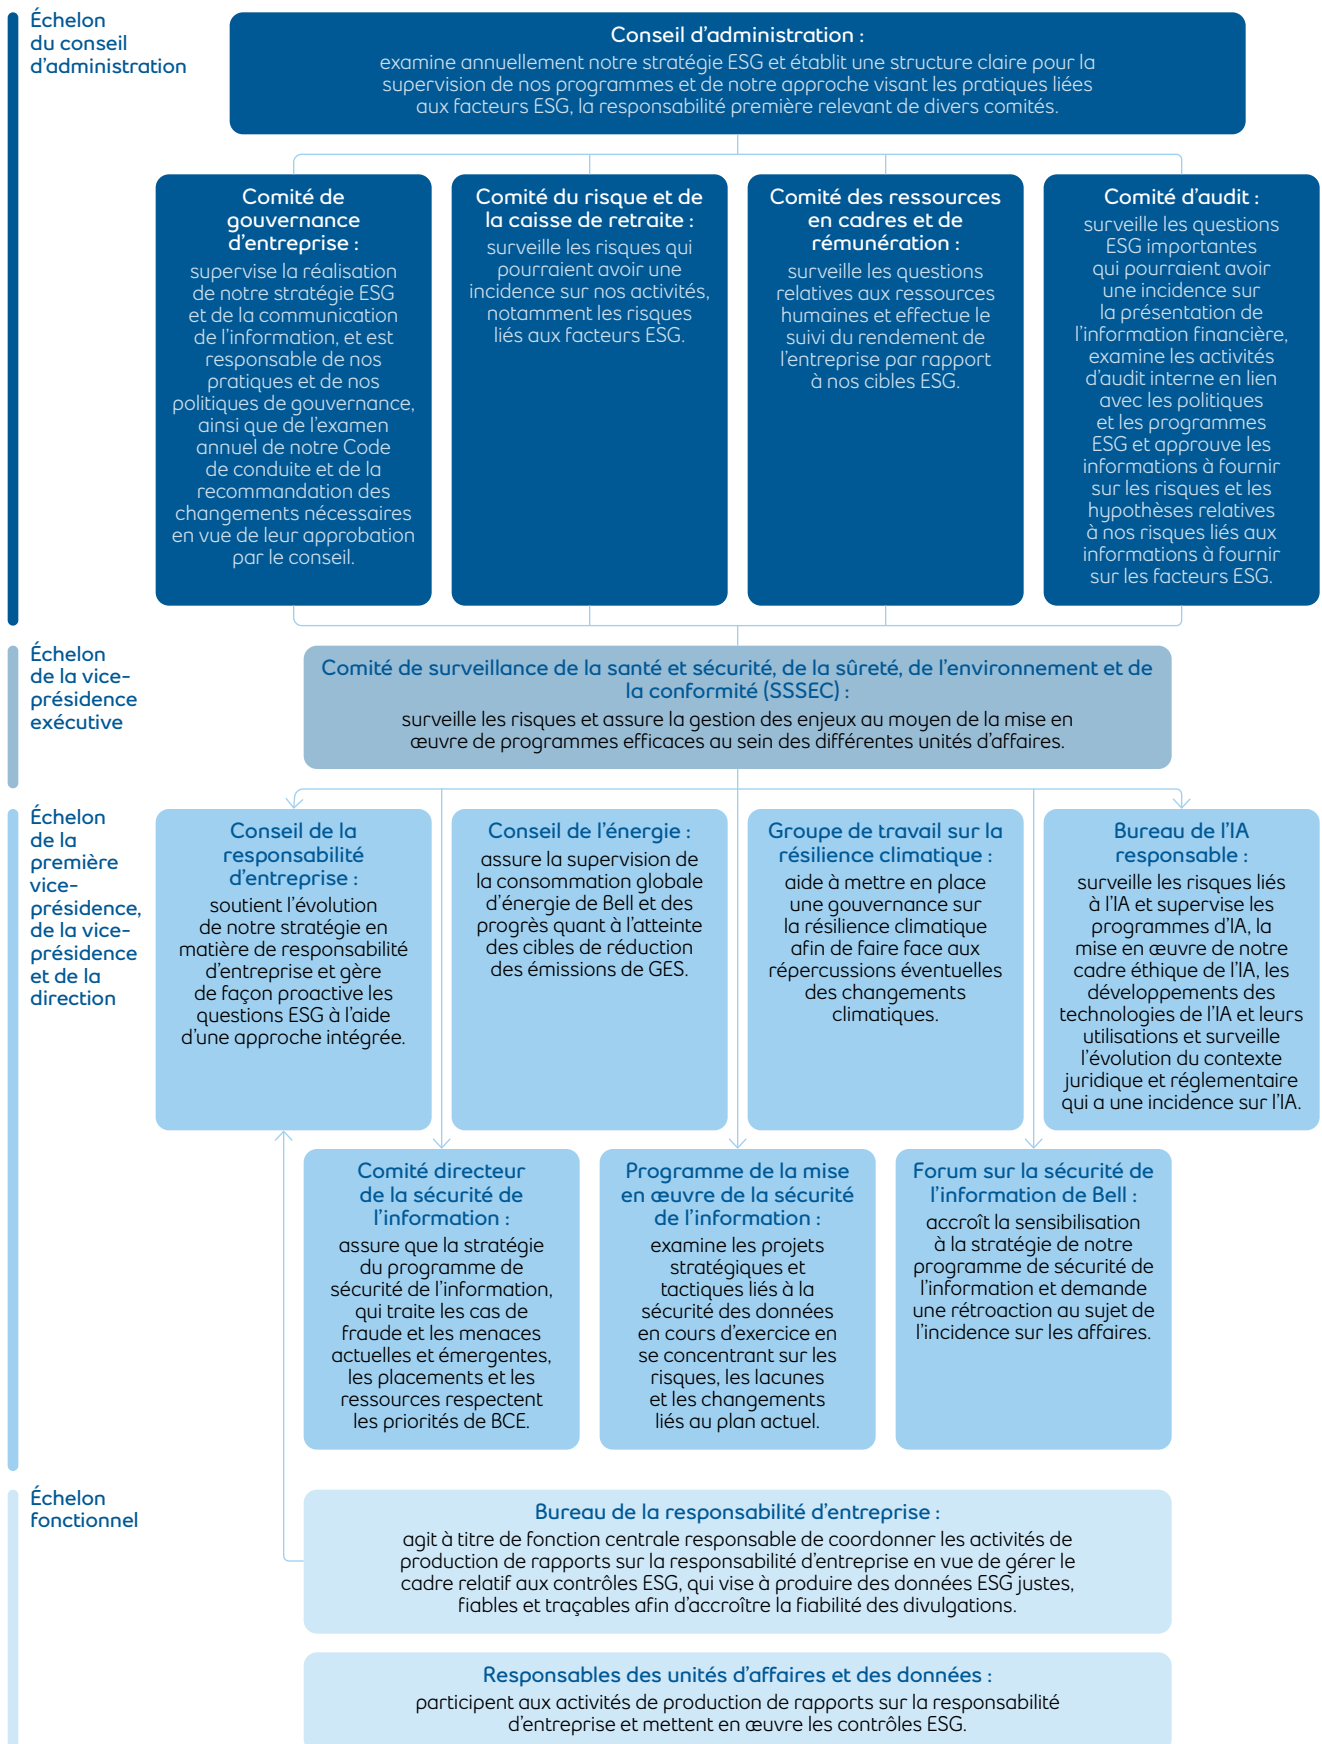 Échelon
du conseil
d'administration
Conseil d'administration :
examine annuellement notre stratégie ESG et établit une structure claire pour la
supervision de nos programmes et de notre approche visant les pratiques liées
aux facteurs ESG, la responsabilité première relevant de divers comités.
Comité de
gouvernance
d'entreprise :
supervise la réalisation
de notre stratégie ESG
et de la communication
de l'information, et est
responsable de nos
pratiques et de nos
politiques de gouvernance,
ainsi que de l'examen
annuel de notre Code
de conduite et de la
recommandation des
changements nécessaires
en vue de leur approbation
par le conseil.
Comité du risque et de
la caisse de retraite :
surveille les risques qui
pourraient avoir une
incidence sur nos activités,
notamment les risques
liés aux facteurs ESG.
Comité des ressources
en cadres et de
rémunération :
surveille les questions
relatives aux ressources
humaines et effectue le
suivi du rendement de
l'entreprise par rapport
à nos cibles ESG.
Comité d'audit :
surveille les questions
ESG importantes
qui pourraient avoir
une incidence sur
la présentation de
l'information financière,
examine les activités
d'audit interne en lien
avec les politiques
et les programmes
ESG et approuve les
informations à fournir
sur les risques et les
hypothèses relatives
à nos risques liés aux
informations à fournir
sur les facteurs ESG.
Échelon
de la vice-
présidence
exécutive
Comité de surveillance de la santé et sécurité, de la sûreté, de l'environnement et de
la conformité (SSSEC) :
surveille les risques et assure la gestion des enjeux au moyen de la mise en
œuvre de programmes efficaces au sein des différentes unités d'affaires.
Échelon
de la
première
vice-
présidence,
de la vice-
présidence
et de la
direction
Conseil de la
responsabilité
d'entreprise :
soutient l'évolution
de notre stratégie en
matière de responsabilité
d'entreprise et gère
de façon proactive les
questions ESG à l'aide
d'une approche intégrée.
Conseil de l'énergie :
assure la supervision de
la consommation globale
d'énergie de Bell et des
progrès quant à l'atteinte
des cibles de réduction
des émissions de GES.
Groupe de travail sur la
résilience climatique :
aide à mettre en place
une gouvernance sur
la résilience climatique
afin de faire face aux
répercussions éventuelles
des changements
climatiques.
Bureau de l'IA
responsable :
surveille les risques liés
à l'IA et supervise les
programmes d'IA, la
mise en œuvre de notre
cadre éthique de l'IA, les
développements des
technologies de l'IA et leurs
utilisations et surveille
l'évolution du contexte
juridique et réglementaire
qui a une incidence sur l'IA.
Comité directeur
de la sécurité de
l'information :
assure que la stratégie
du programme de
sécurité de l'information,
qui traite les cas de
fraude et les menaces
actuelles et émergentes,
les placements et les
ressources respectent
les priorités de BCE.
Programme de la mise
en œuvre de la sécurité
de l'information :
examine les projets
stratégiques et
tactiques liés à la
sécurité des données
en cours d'exercice en
se concentrant sur les
risques, les lacunes
et les changements
liés au plan actuel.
Forum sur la sécurité de
l'information de Bell :
accroît la sensibilisation
à la stratégie de notre
programme de sécurité de
l'information et demande
une rétroaction au sujet de
l'incidence sur les affaires.
Échelon
fonctionnel
Bureau de la responsabilité d'entreprise :
agit à titre de fonction centrale responsable de coordonner les activités de
production de rapports sur la responsabilité d'entreprise en vue de gérer le
cadre relatif aux contrôles ESG, qui vise à produire des données ESG justes,
fiables et traçables afin d'accroître la fiabilité des divulgations.
Responsables des unités d'affaires et des données :
participent aux activités de production de rapports sur la responsabilité
d'entreprise et mettent en œuvre les contrôles ESG.